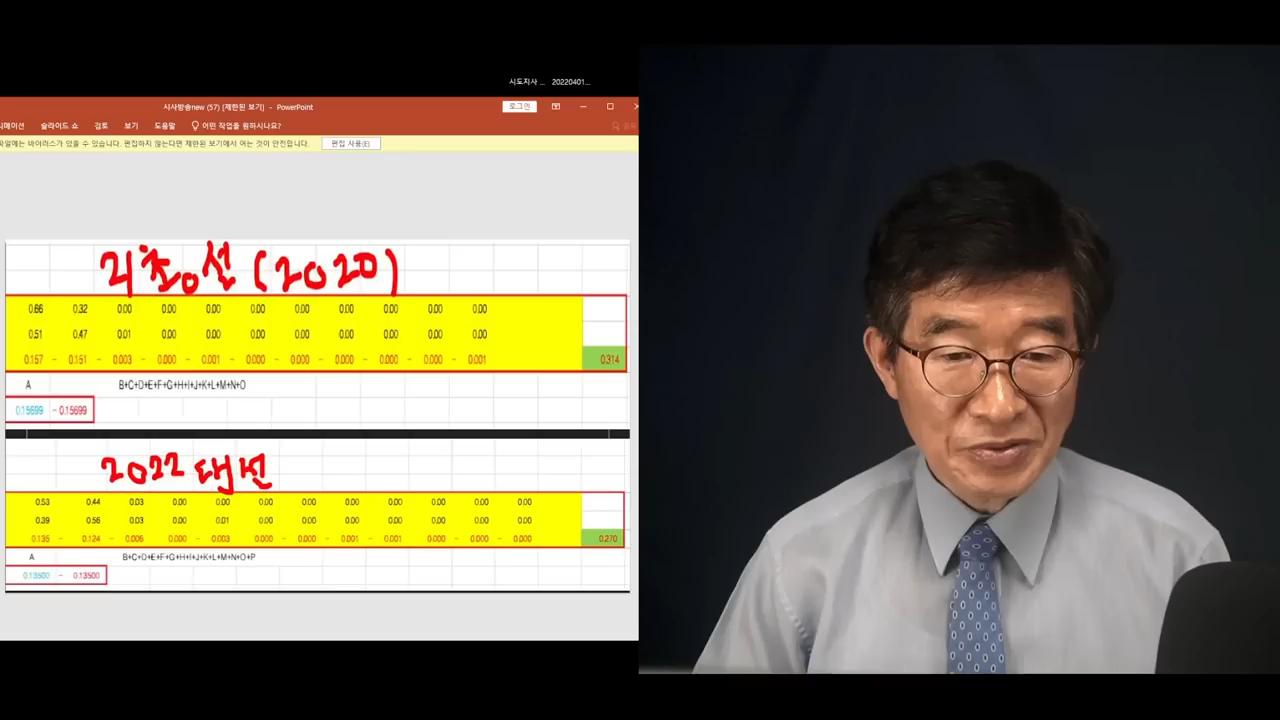 시도지사 ... 20220401...
시사방송new (57) [제한된 보기] - PowerPoint 로그인
슬라이드 쇼 검토 보기 도움말 어떤 작업을 원하시나요? 공유
바이러스가 있을 수 있습니다. 편집하지 않는다면 제한된 보기에서 여는 것이 안전합니다. 편집 사용(E)
(2020)
0.66 0.32 0.00 0.00 0.00 0.00 0.00 0.00 0.00 0.00 0.00
0.51 0.47 0.01 0.00 0.00 0.00 0.00 0.00 0.00 0.00 0.00
0.157 - 0.151 - 0.003 - 0.000 - 0.001 - 0.000 - 0.000 - 0.000 - 0.000 - 0.000 - 0.001 0.314
A B+C+D+E+F+G+H+I+J+K+L+M+N+O
0.15699 - 0.15699
2022 대선
0.53 0.44 0.03 0.00 0.00 0.00 0.00 0.00 0.00 0.00 0.00 0.00
0.39 0.56 0.03 0.00 0.01 0.00 0.00 0.00 0.00 0.00 0.00 0.00
0.135 - 0.124 - 0.006 - 0.000 - 0.003 - 0.000 - 0.000 - 0.001 - 0.001 - 0.000 - 0.000 - 0.000 0.270
A B+C+D+E+F+G+H+I+J+K+L+M+N+O+P
0.13500 - 0.13500